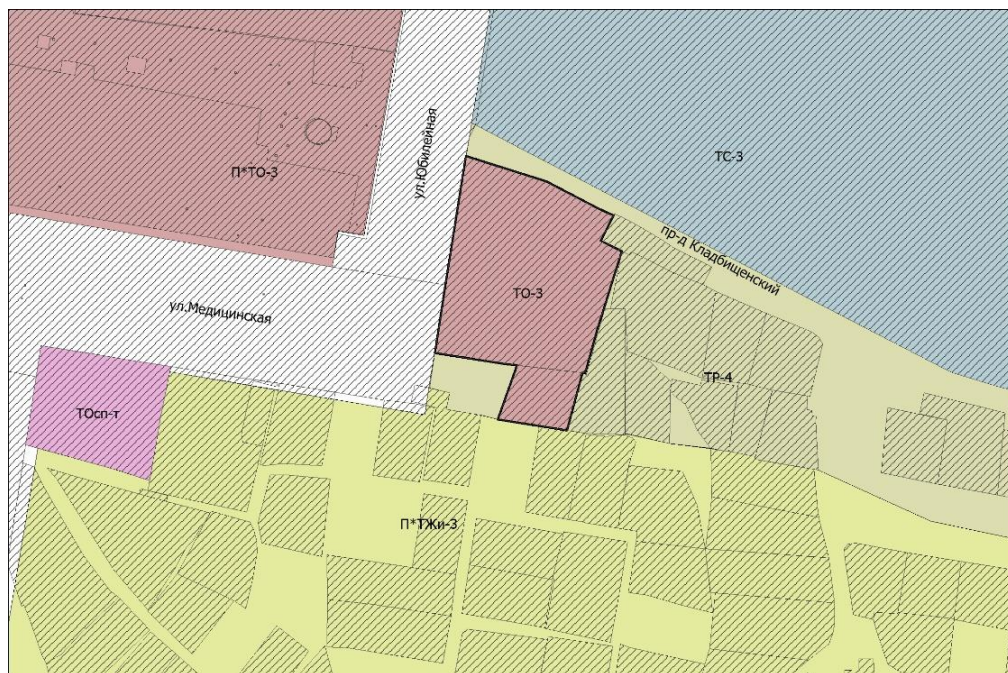 ул.Юбилейная
ТС-3
П*ТО-3
пр-д Кладбищенский
ТО-3
ул.Медицинская
ТР-4
ТОсп-т
П*ТЖи-3